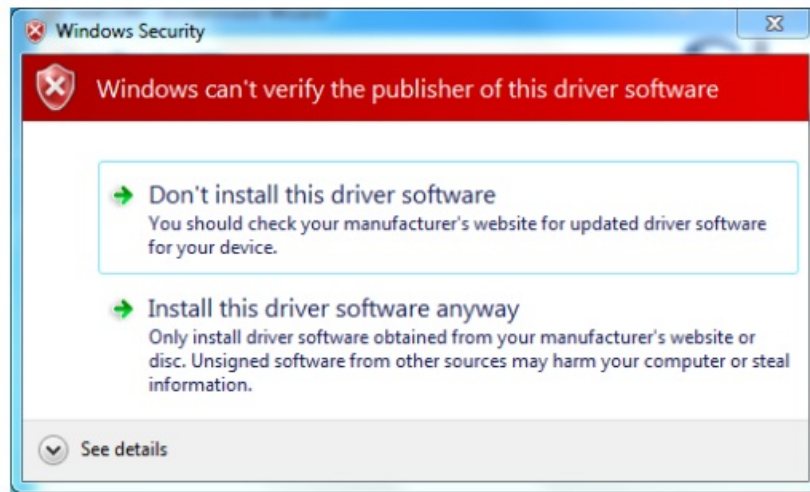 Windows Security
Windows can't verify the publisher of this driver software
Don't install this driver software
You should check your manufacturer's website for updated driver software
for your device.
Install this driver software anyway
Only install driver software obtained from your manufacturer's website or
disc. Unsigned software from other sources may harm your computer or steal
information.
See details